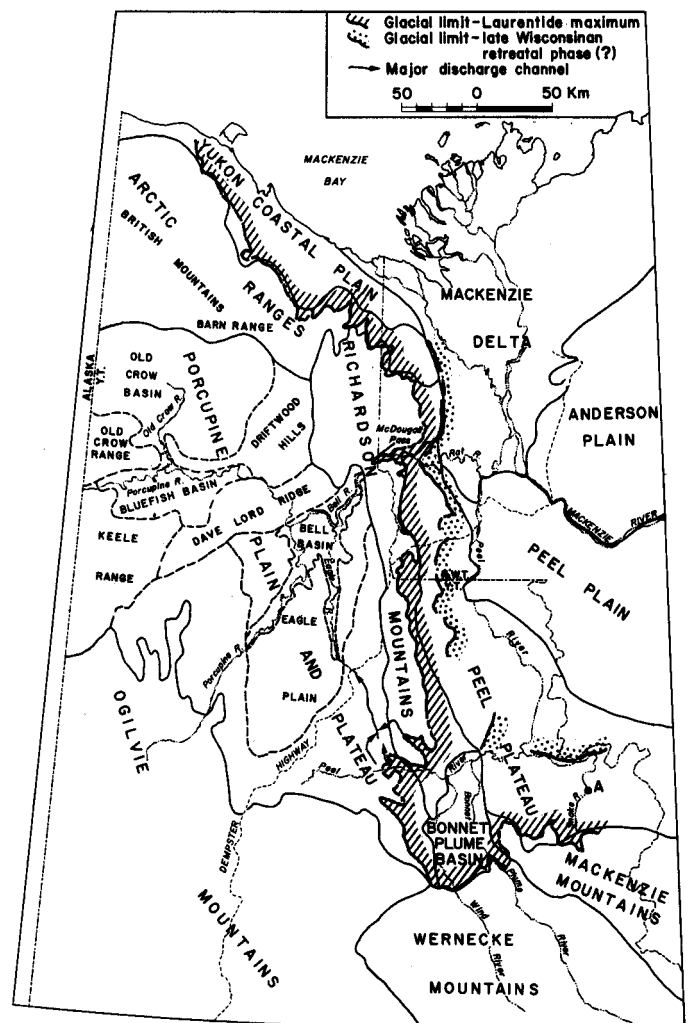 Glacial limit-Laurentide maximum
Glacial limit-late Wisconsinan
retreatal phase(?)
Major discharge channel
50 0 50 Km
MACKENZIE
BAY
YUKON COASTAL PLAIN
ARCTIC
RANGES
BRITISH
MOUNTAINS
BARN RANGE
MACKENZIE
DELTA
ALASKA
Y.T.
OLD
CROW
BASIN
Old Crow R.
PORCUPINE
DRIFTWOOD
HILLS
RICHARDSON
MOUNTAINS
McDougall
Pass
Rat R.
ANDERSON
PLAIN
OLD
CROW
RANGE
Porcupine R.
BLUEFISH BASIN
DAVE LORD RIDGE
Bell R.
BELL
BASIN
KEELE
RANGE
PLAIN
Eagle
R.
EAGLE
PLAIN
AND
PLATEAU
Porcupine R.
MACKENZIE
RIVER
Peel
River
PEEL PLAIN
N.W.T.
PEEL
PLATEAU
OGILVIE
MOUNTAINS
DEMPSTER
HIGHWAY
Peel
River
Bonnet
Plume
River
Snake R.
A
BONNET
PLUME
BASIN
MACKENZIE
MOUNTAINS
Wind
River
WERNECKE
MOUNTAINS